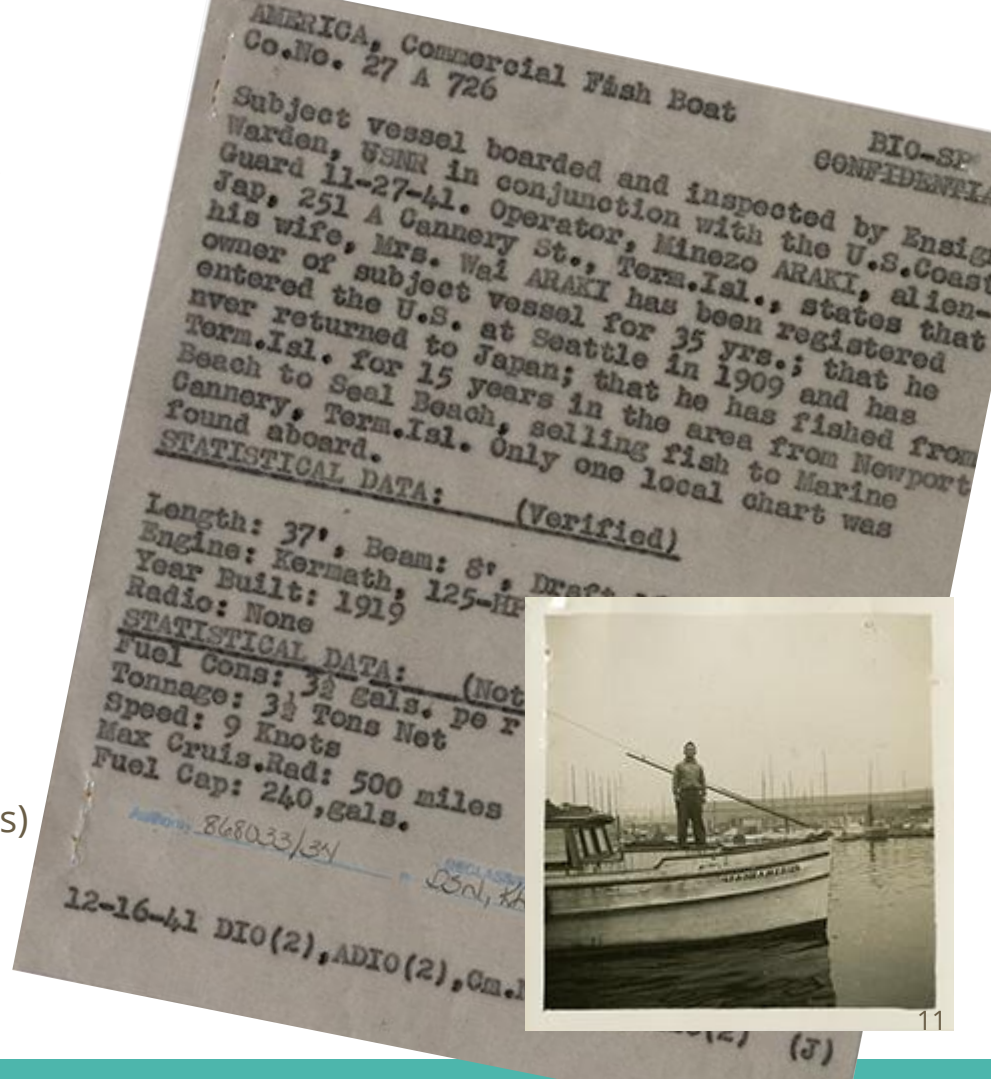 AMERICA, Commercial Fish Boat
Co.No. 27 A 726
BIO-SP
CONFIDENTIA
Subject vessel boarded and inspected by Ensig
Warden, USNR in conjunction with the U.S.Coast
Guard 11-27-41. Operator, Minezo ARAKI, alien-
Jap, 251 A Cannery St., Term.Isl., states that
his wife, Mrs. Wai ARAKI has been registered
owner of subject vessel for 35 yrs.; that he
entered the U.S. at Seattle in 1909 and has
nver returned to Japan; that he has fished from
Term.Isl. for 15 years in the area from Newport
Beach to Seal Beach, selling fish to Marine
Cannery, Term.Isl. Only one local chart was
found aboard.
STATISTICAL DATA: (Verified)
Length: 37', Beam: 8', Draft
Engine: Kermath, 125-HP
Year Built: 1919
Radio: None
STATISTICAL DATA: (Not
Fuel Cons: 3½ gals. pe r
Tonnage: 3½ Tons Net
Speed: 9 Knots
Max Cruis.Rad: 500 miles
Fuel Cap: 240,gals.
s)
868033/34
12-16-41 DIO(2),ADIO(2),Cm.
(2) (J)
11